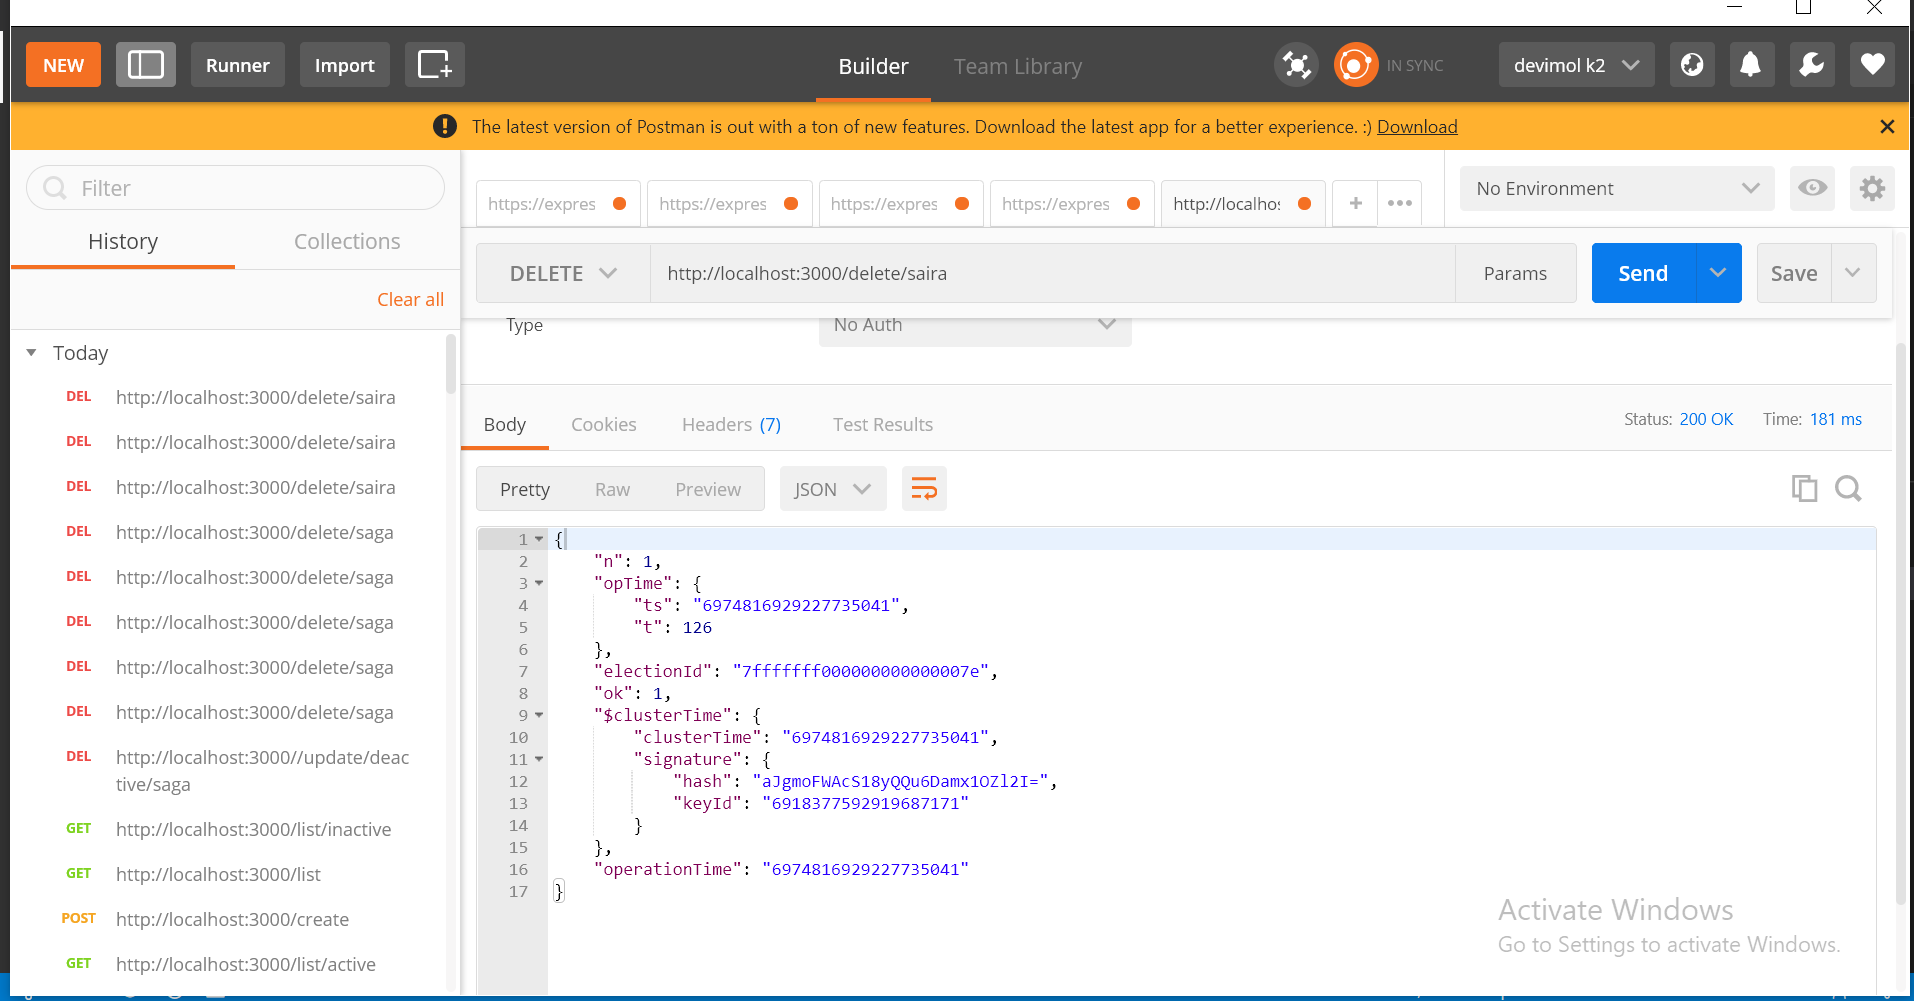 NEW
Runner
Import
Builder
Team Library
IN SYNC
devimol k2
The latest version of Postman is out with a ton of new features. Download the latest app for a better experience. :) Download
Filter
History
Collections
Clear all
Today
DEL http://localhost:3000/delete/saira
DEL http://localhost:3000/delete/saira
DEL http://localhost:3000/delete/saira
DEL http://localhost:3000/delete/saga
DEL http://localhost:3000/delete/saga
DEL http://localhost:3000/delete/saga
DEL http://localhost:3000/delete/saga
DEL http://localhost:3000/delete/saga
DEL http://localhost:3000//update/deac
tive/saga
GET http://localhost:3000/list/inactive
GET http://localhost:3000/list
POST http://localhost:3000/create
GET http://localhost:3000/list/active
https://expres
https://expres
https://expres
https://expres
http://localhos
No Environment
DELETE
http://localhost:3000/delete/saira
Params
Send
Save
Type
No Auth
Body
Cookies
Headers (7)
Test Results
Status: 200 OK
Time: 181 ms
Pretty
Raw
Preview
JSON
1 {
2 "n": 1,
3 "opTime": {
4 "ts": "6974816929227735041",
5 "t": 126
6 },
7 "electionId": "7fffffff000000000000007e",
8 "ok": 1,
9 "$clusterTime": {
10 "clusterTime": "6974816929227735041",
11 "signature": {
12 "hash": "aJgmoFWAcS18yQQu6Damx1OZl2I=",
13 "keyId": "6918377592919687171"
14 }
15 },
16 "operationTime": "6974816929227735041"
17 }
Activate Windows
Go to Settings to activate Windows.